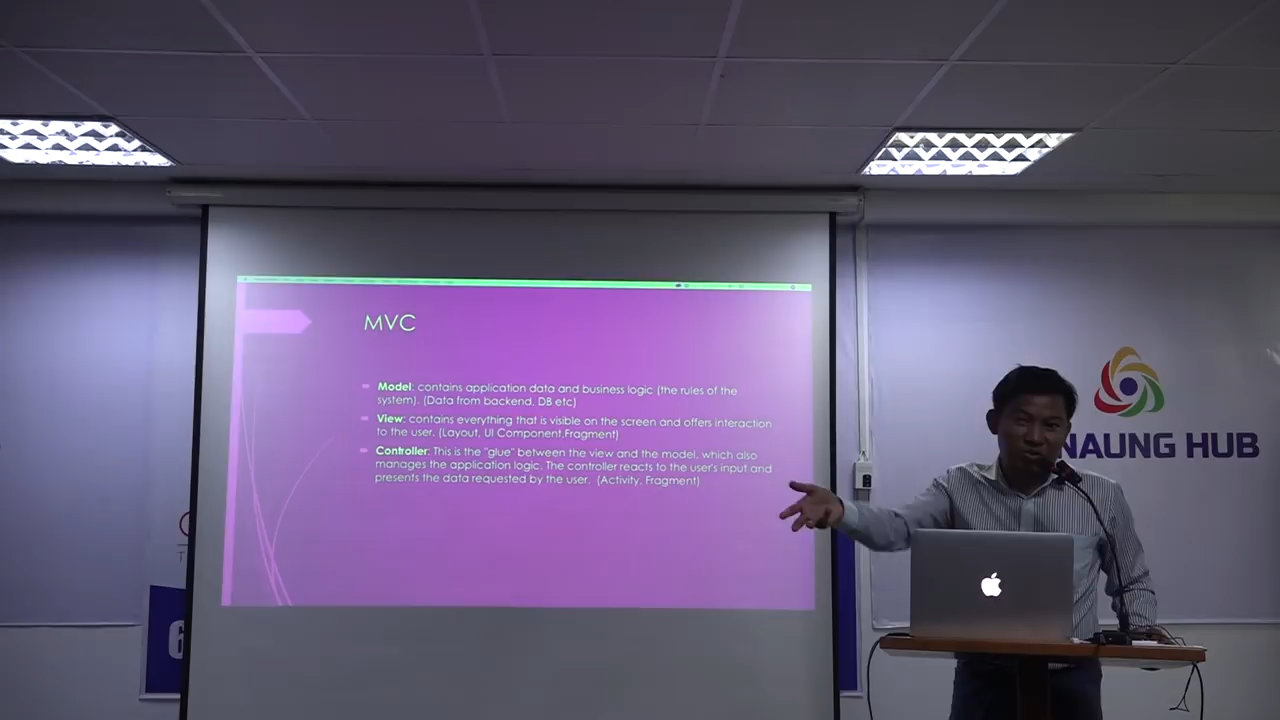 MVC
Model: contains application data and business logic (the rules of the
system). (Data from backend, DB etc)
View: contains everything that is visible on the screen and offers interaction
to the user. (Layout, UI Component,Fragment)
Controller: This is the "glue" between the view and the model, which also
manages the application logic. The controller reacts to the user's input and
presents the data requested by the user. (Activity, Fragment)
NAUNG HUB
6